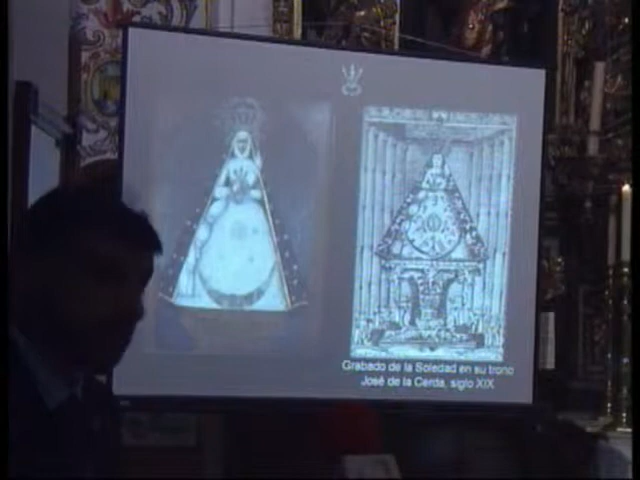 Grabado de la Soledad en su trono
José de la Cerda, siglo XIX